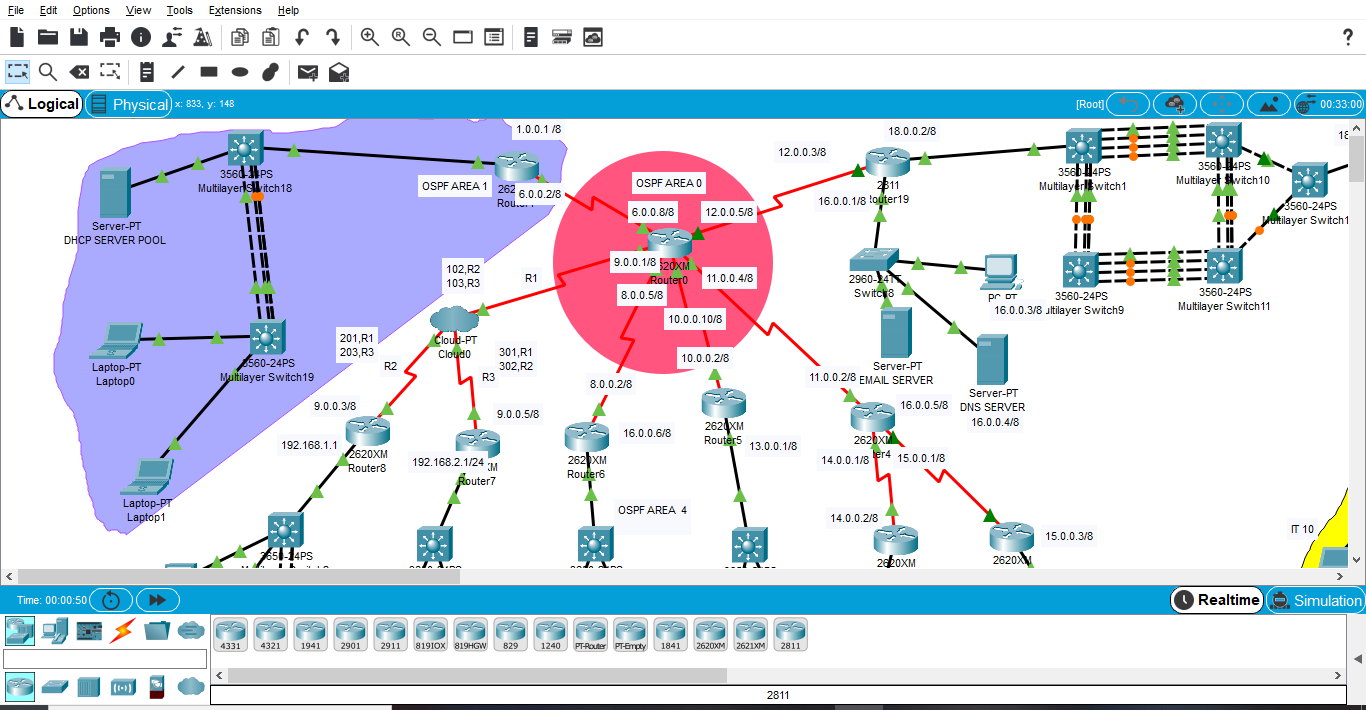 File Edit Options View Tools Extensions Help
Logical Physical x: 833, y: 148 [Root] 00:33:00
1.0.0.1 /8
18.0.0.2/8
12.0.0.3/8
3560-24PS
Multilayer Switch18
OSPF AREA 1
6.0.0.2/8
OSPF AREA 0
6.0.0.8/8
12.0.0.5/8
2811
16.0.0.1/8
3560-24PS
Multilayer Switch1
3560-24PS
Multilayer Switch10
3560-24PS
Server-PT
DHCP SERVER POOL
102,R2
103,R3
R1
9.0.0.1/8
Router0
11.0.0.4/8
8.0.0.5/8
10.0.0.10/8
Switch8
16.0.0.3/8
3560-24PS
3560-24PS
Multilayer Switch11
Cloud-PT
Cloud0
Laptop-PT
Laptop0
3560-24PS
Multilayer Switch19
201,R1
203,R3
R2
301,R1
302,R2
R3
10.0.0.2/8
8.0.0.2/8
11.0.0.2/8
Server-PT
EMAIL SERVER
Server-PT
DNS SERVER
16.0.0.4/8
9.0.0.3/8
9.0.0.5/8
16.0.0.5/8
192.168.1.1
2620XM
Router8
192.168.2.1/24
Router7
16.0.0.6/8
2620XM
Router6
2620XM
Router5
13.0.0.1/8
2620XM
14.0.0.1/8
15.0.0.1/8
Laptop-PT
Laptop1
OSPF AREA 4
14.0.0.2/8
15.0.0.3/8
IT 10
3650-24PS
2620XM
2620XM
Time: 00:00:50
Realtime Simulation
4331 4321 1941 2901 2911 819IOX 819HGW 829 1240 PT-Router PT-Empty 1841 2620XM 2621XM 2811
2811